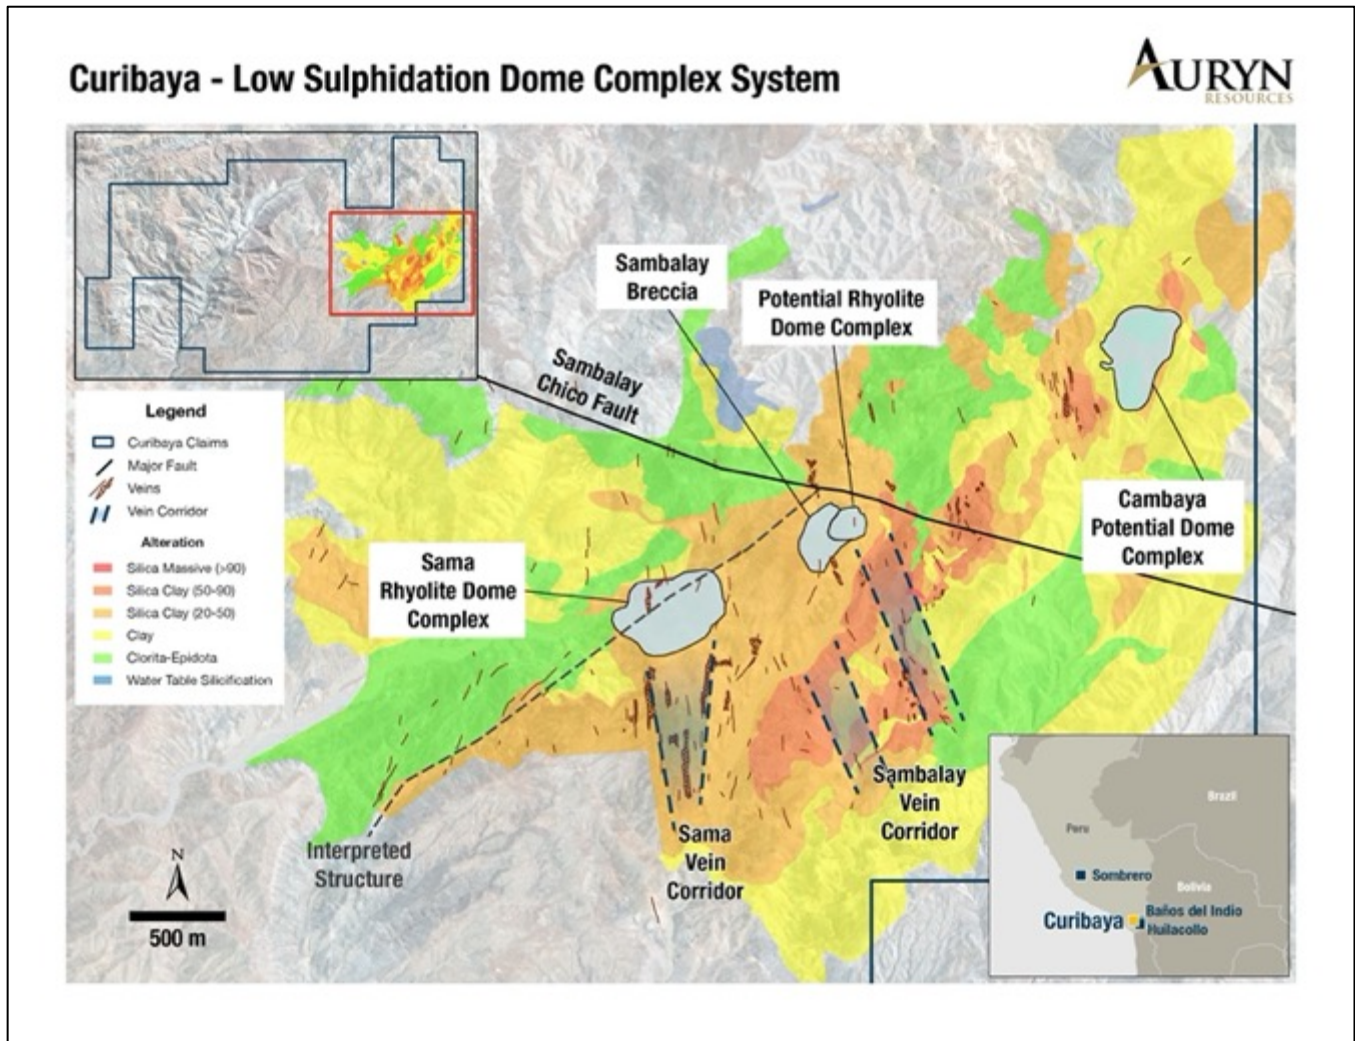 Curibaya - Low Sulphidation Dome Complex System
AURYN
RESOURCES
Sambalay
Breccia
Potential Rhyolite
Dome Complex
Sambalay
Chico Fault
Legend
Curibaya Claims
Major Fault
Veins
Vein Corridor
Alteration
Silica Massive (>90)
Silica Clay (50-90)
Silica Clay (20-50)
Clay
Clorita-Epidota
Water Table Silicification
Sama
Rhyolite Dome
Complex
Cambaya
Potential Dome
Complex
Sambalay
Vein
Corridor
Sama
Vein
Corridor
Interpreted
Structure
N
500 m
Brazil
Peru
Sombrero
Bolivia
Curibaya
Baños del Indio
Huilacollo